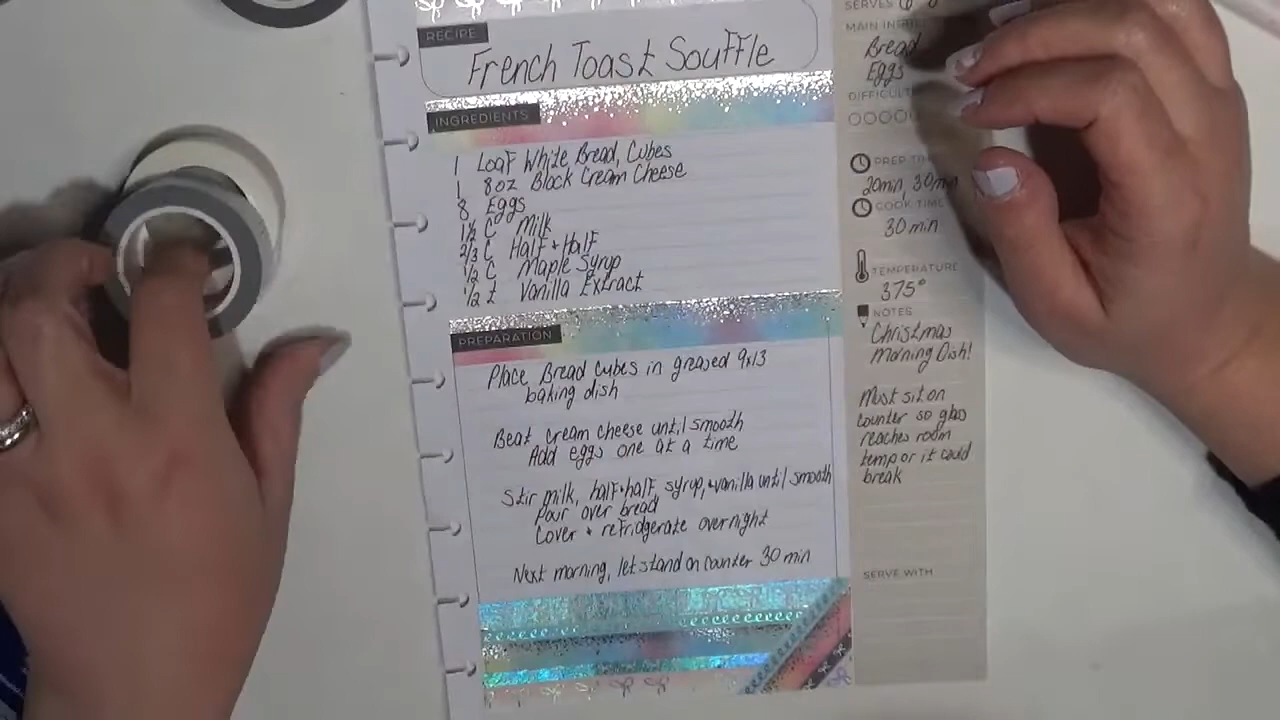 RECIPE
French Toast Souffle
INGREDIENTS
1 Loaf White Bread, Cubes
1 8oz Block Cream Cheese
8 Eggs
1½ C Milk
2/3 C Half + Half
½ C Maple Syrup
½ t Vanilla Extract
PREPARATION
Place Bread Cubes in greased 9x13
baking dish
Beat cream cheese until smooth
Add eggs one at a time
Stir milk, half+half, syrup, + vanilla until smooth
Pour over bread
Cover + refridgerate overnight
Next morning, let stand on counter 30 min
SERVES
MAIN
Bread
Eggs
PREP
20min, 30min
COOK TIME
30 min
TEMPERATURE
375°
NOTES
Christmas
Morning Dish!
Must sit on
counter so glas
reaches room
temp or it could
break
SERVE WITH